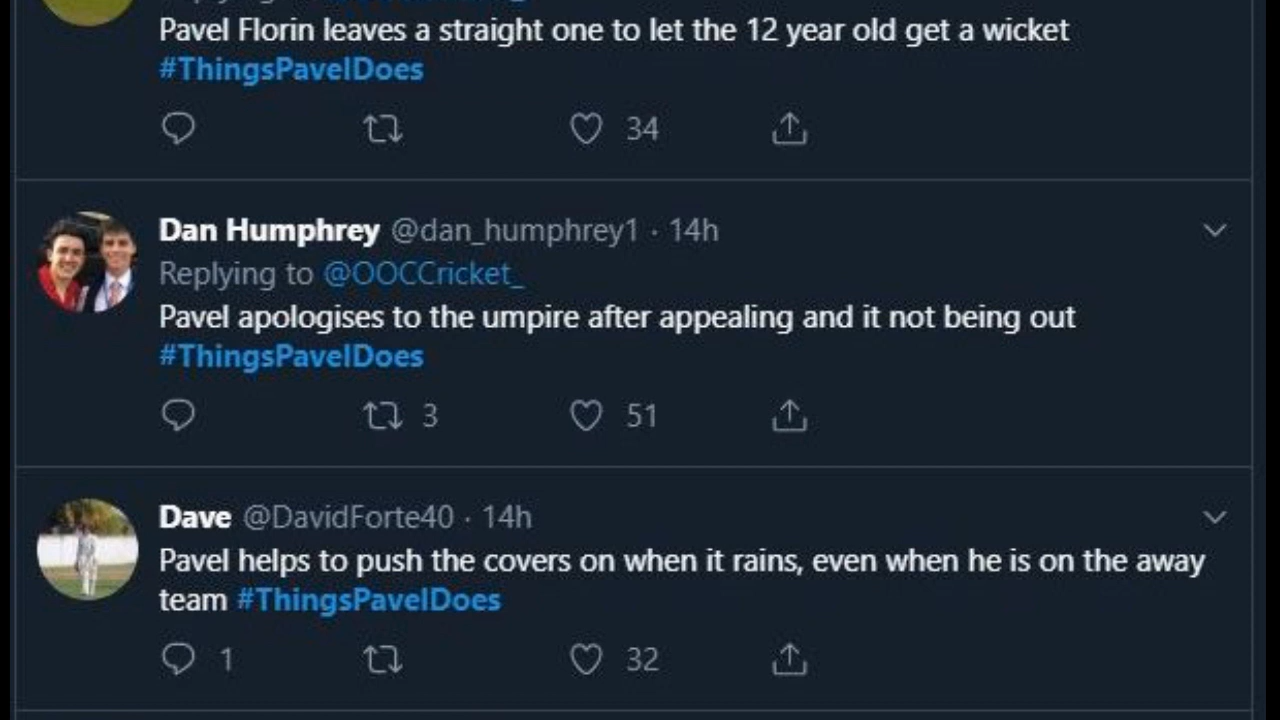 Pavel Florin leaves a straight one to let the 12 year old get a wicket
#ThingsPavelDoes
34
Dan Humphrey @dan_humphrey1 · 14h
Replying to @OOCCricket_
Pavel apologises to the umpire after appealing and it not being out
#ThingsPavelDoes
3 51
Dave @DavidForte40 · 14h
Pavel helps to push the covers on when it rains, even when he is on the away
team #ThingsPavelDoes
1 32